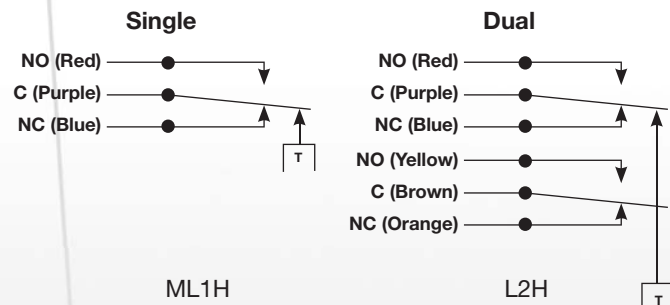 Single
NO (Red)
C (Purple)
NC (Blue)
T
ML1H
Dual
NO (Red)
C (Purple)
NC (Blue)
NO (Yellow)
C (Brown)
NC (Orange)
L2H
T